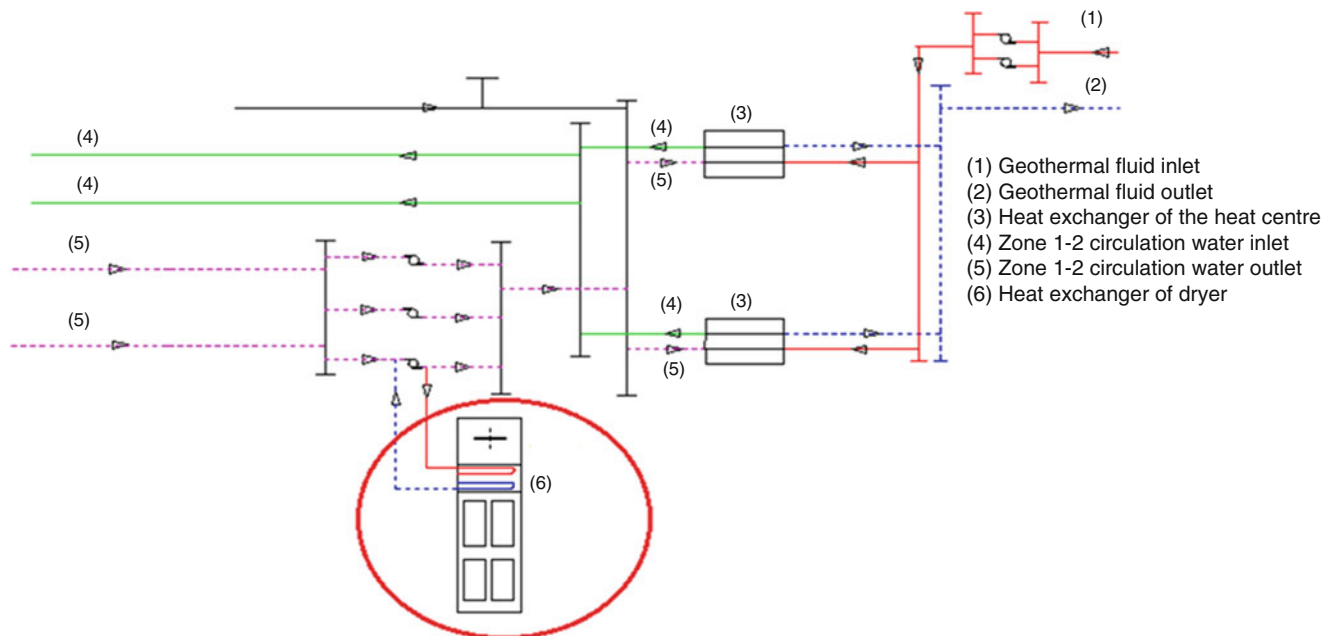 (1)
(2)
(4)
(3)
(4)
(5)
(4)
(5)
(4)
(3)
(5)
(5)
(6)
(1) Geothermal fluid inlet
(2) Geothermal fluid outlet
(3) Heat exchanger of the heat centre
(4) Zone 1-2 circulation water inlet
(5) Zone 1-2 circulation water outlet
(6) Heat exchanger of dryer